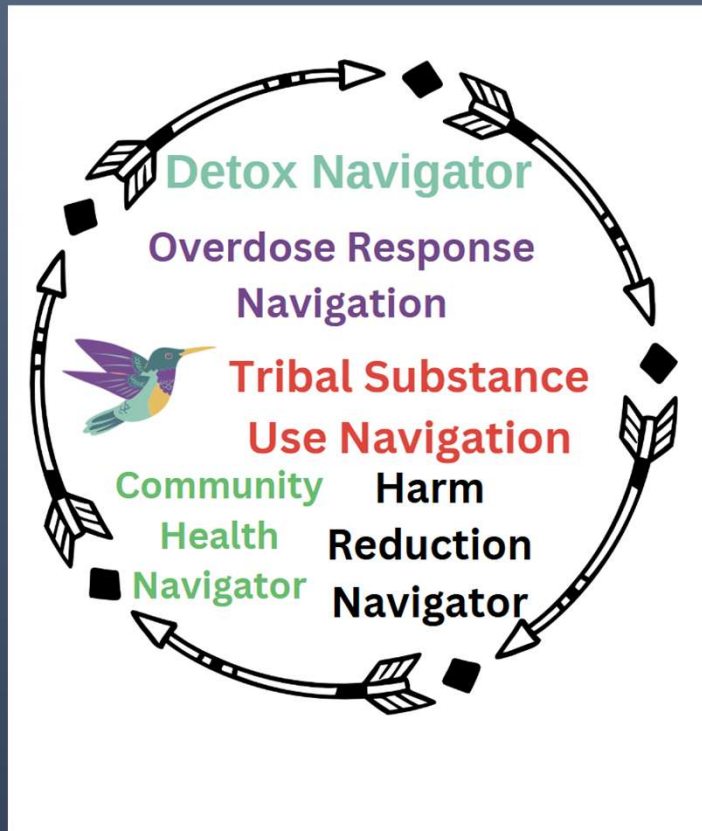 Detox Navigator
Overdose Response
Navigation
Tribal Substance
Use Navigation
Community
Health
Navigator
Harm
Reduction
Navigator